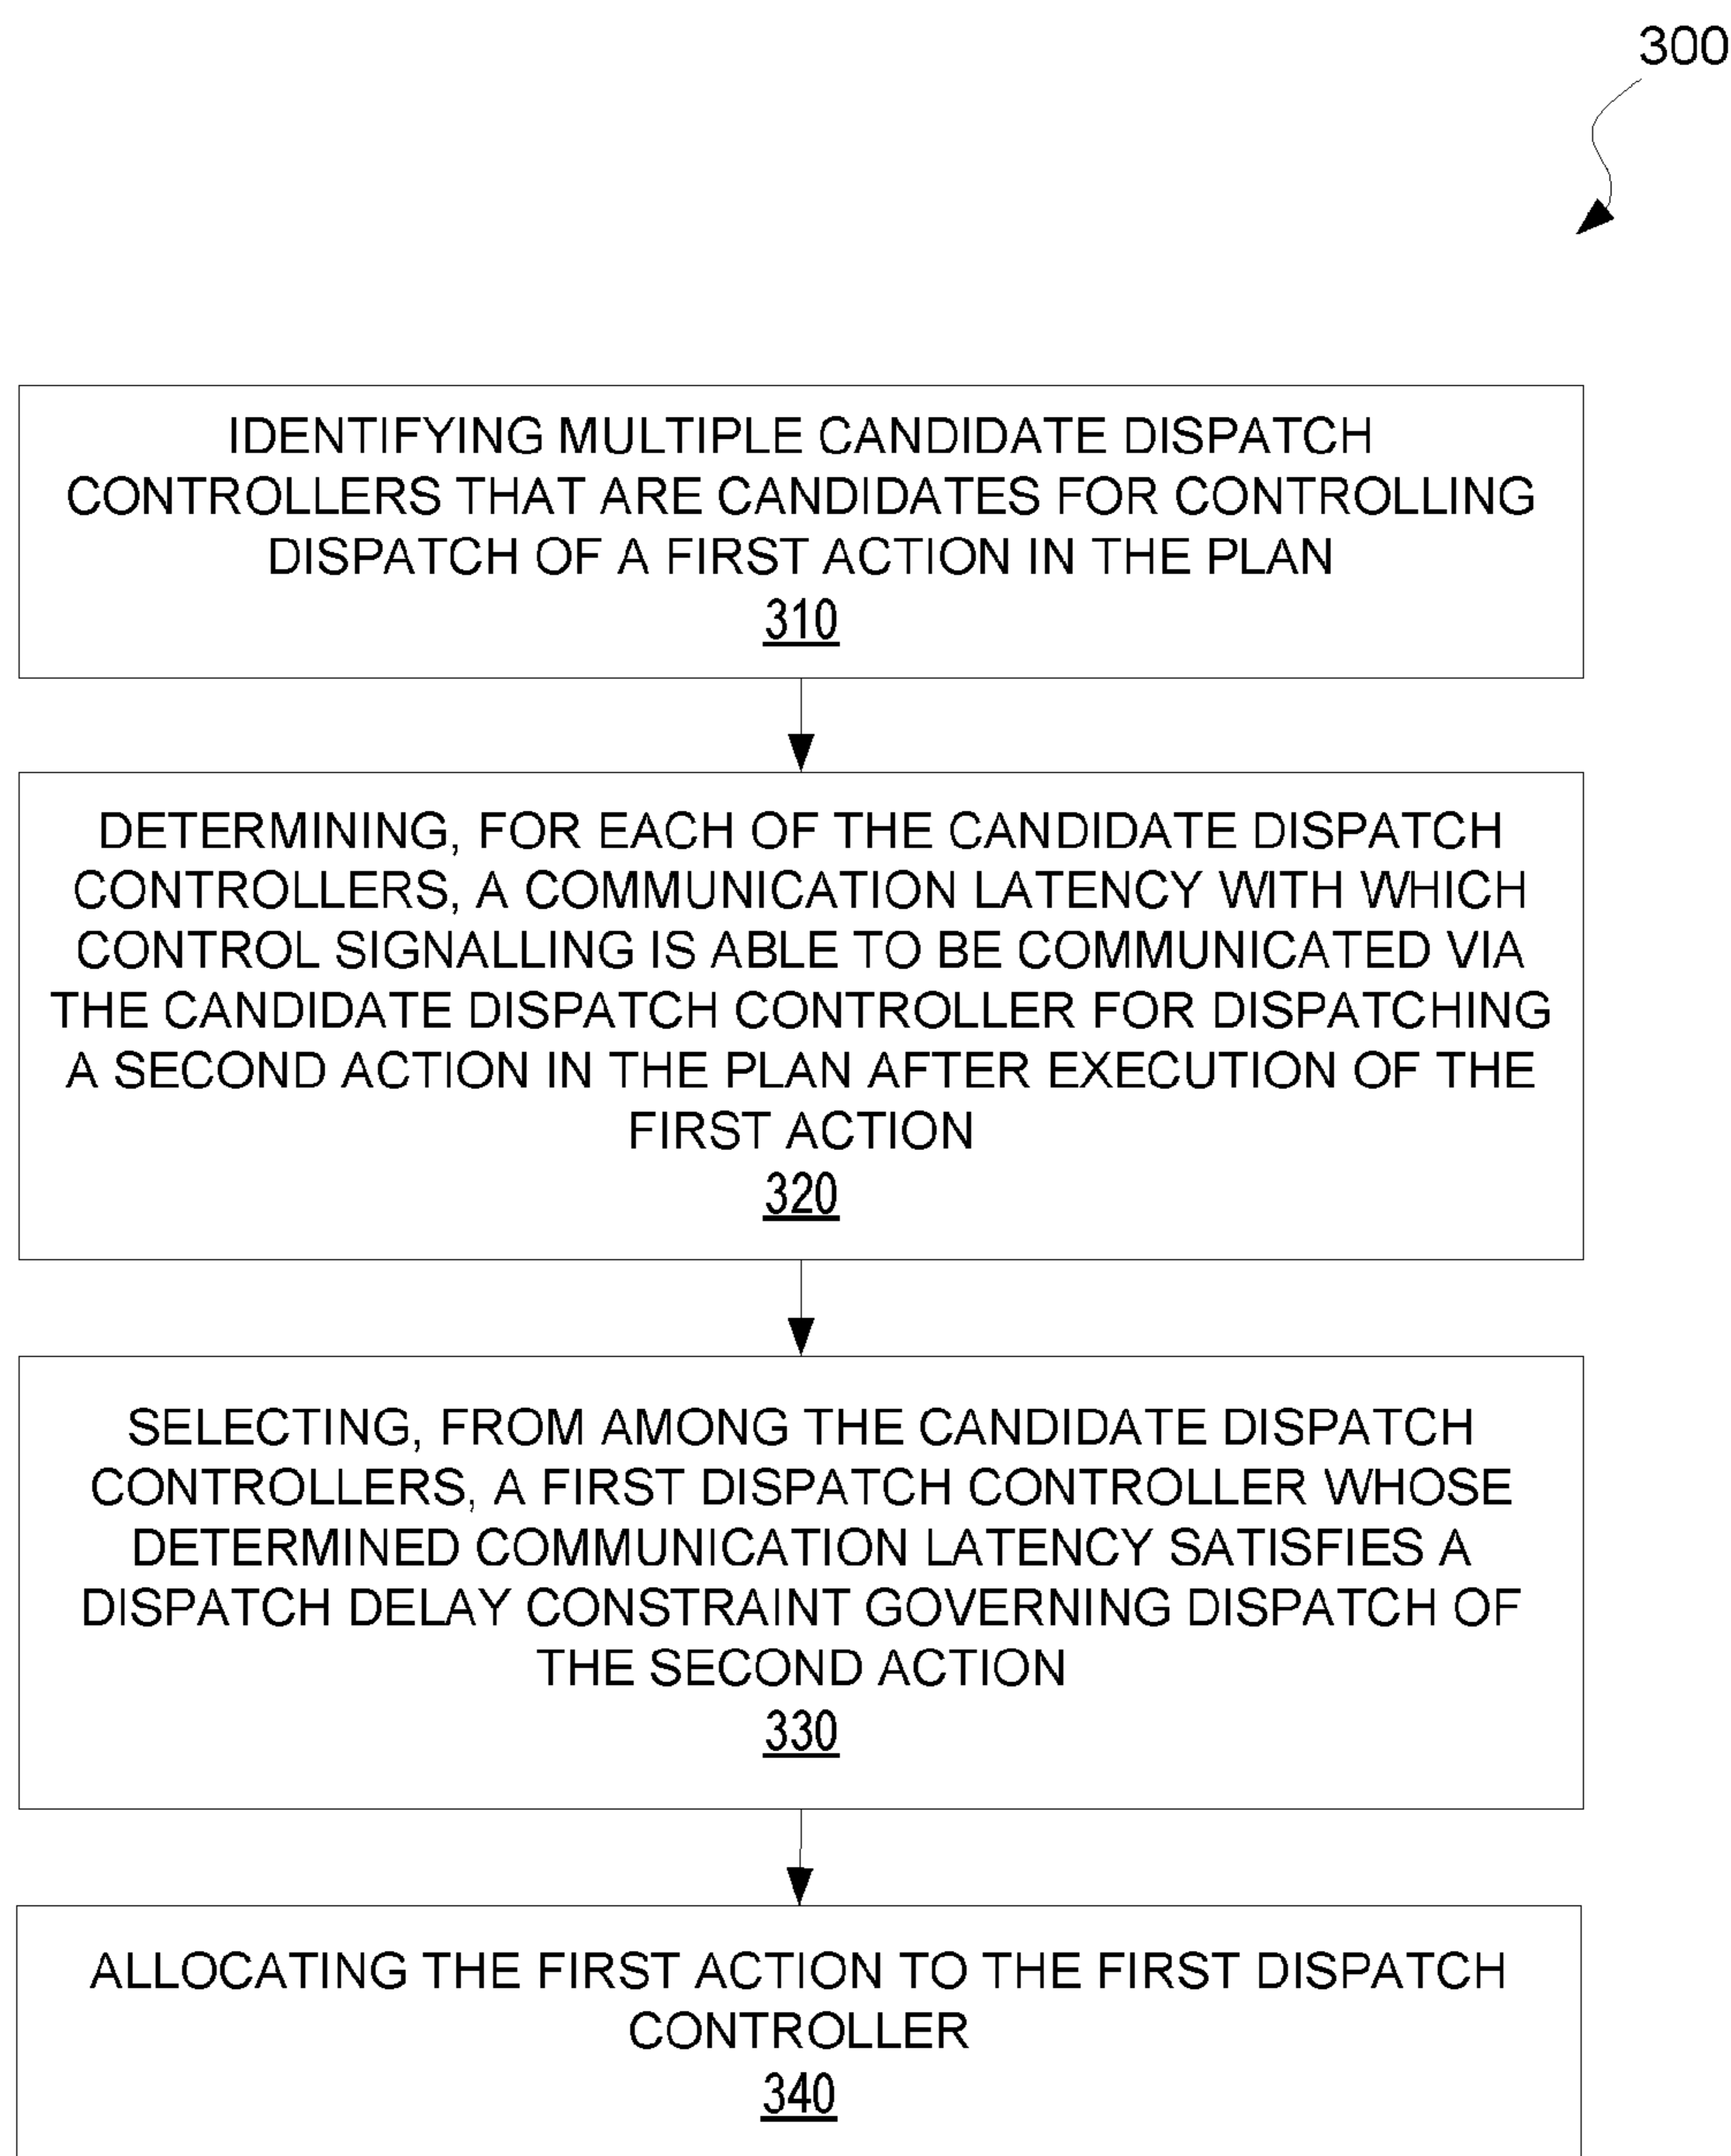 300
IDENTIFYING MULTIPLE CANDIDATE DISPATCH
CONTROLLERS THAT ARE CANDIDATES FOR CONTROLLING
DISPATCH OF A FIRST ACTION IN THE PLAN
310
DETERMINING, FOR EACH OF THE CANDIDATE DISPATCH
CONTROLLERS, A COMMUNICATION LATENCY WITH WHICH
CONTROL SIGNALLING IS ABLE TO BE COMMUNICATED VIA
THE CANDIDATE DISPATCH CONTROLLER FOR DISPATCHING
A SECOND ACTION IN THE PLAN AFTER EXECUTION OF THE
FIRST ACTION
320
SELECTING, FROM AMONG THE CANDIDATE DISPATCH
CONTROLLERS, A FIRST DISPATCH CONTROLLER WHOSE
DETERMINED COMMUNICATION LATENCY SATISFIES A
DISPATCH DELAY CONSTRAINT GOVERNING DISPATCH OF
THE SECOND ACTION
330
ALLOCATING THE FIRST ACTION TO THE FIRST DISPATCH
CONTROLLER
340